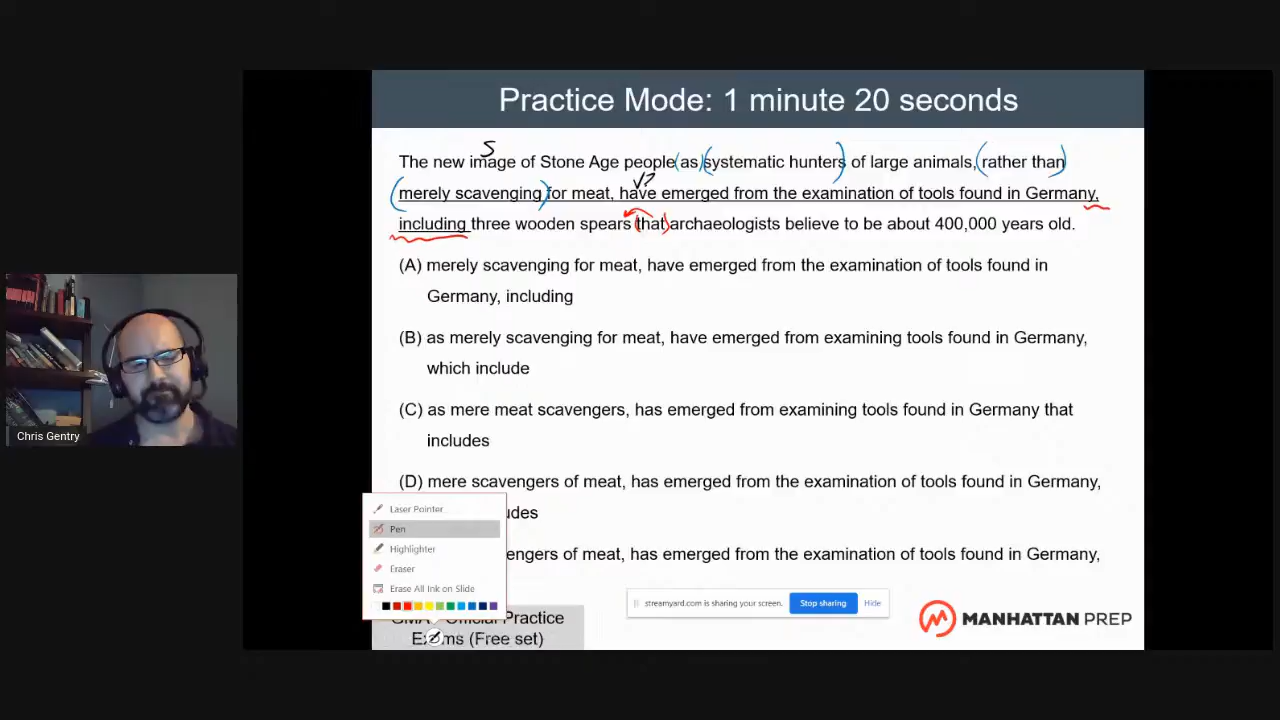 Practice Mode: 1 minute 20 seconds
S
The new image of Stone Age people (as) (systematic hunters) of large animals, (rather than)
V?
(merely scavenging) for meat, have emerged from the examination of tools found in Germany,
including three wooden spears (that) archaeologists believe to be about 400,000 years old.
(A) merely scavenging for meat, have emerged from the examination of tools found in
Germany, including
(B) as merely scavenging for meat, have emerged from examining tools found in Germany,
which include
(C) as mere meat scavengers, has emerged from examining tools found in Germany that
includes
(D) mere scavengers of meat, has emerged from the examination of tools found in Germany,
udes
engers of meat, has emerged from the examination of tools found in Germany,
Laser Pointer
Pen
Highlighter
Eraser
Erase All Ink on Slide
Official Practice
Exams (Free set)
streamyard.com is sharing your screen.
Stop sharing
Hide
MANHATTAN PREP
Chris Gentry